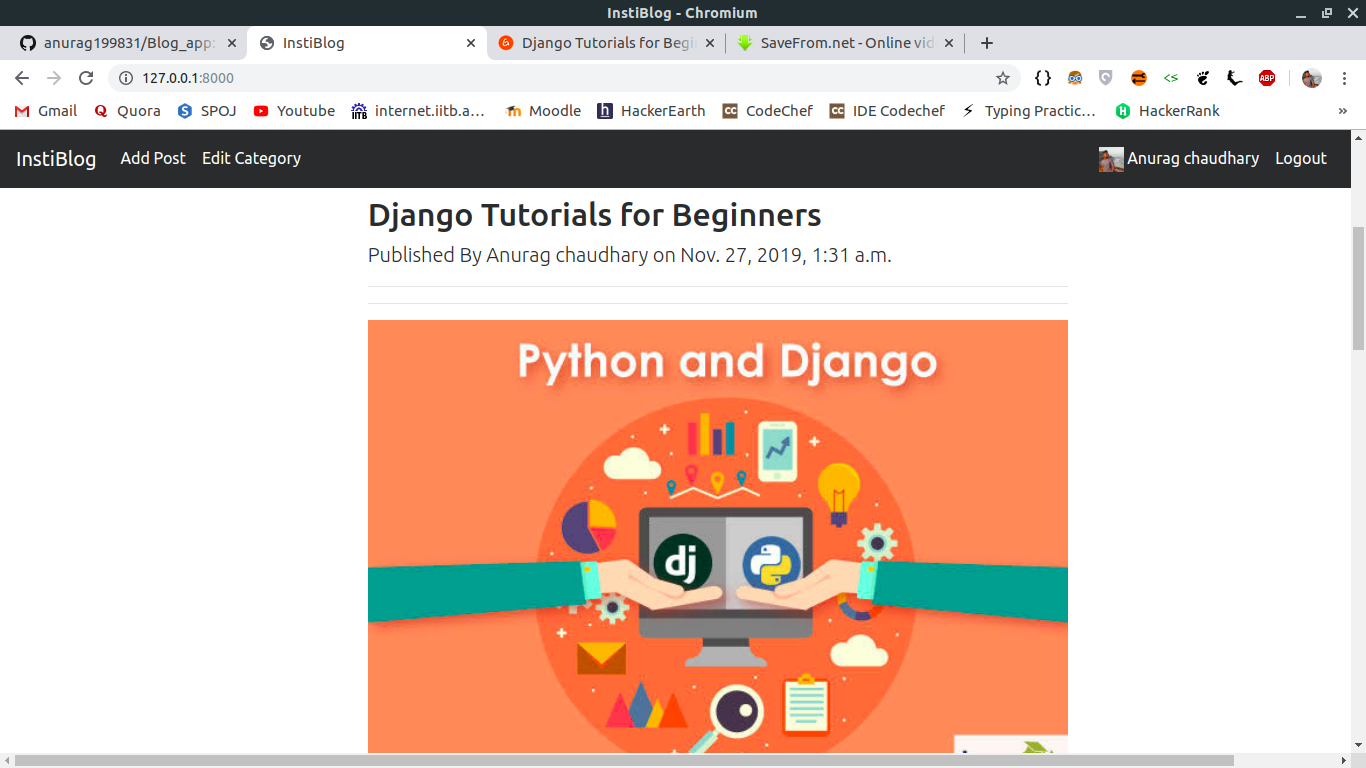 InstiBlog - Chromium
anurag199831/Blog_app:
InstiBlog
Django Tutorials for Begi
SaveFrom.net - Online vid
127.0.0.1:8000
{}
<s
ABP
Gmail
Quora
SPOJ
Youtube
IITB
internet.iitb.a...
Moodle
h
HackerEarth
CC
CodeChef
CC
IDE Codechef
Typing Practic...
HackerRank
»
InstiBlog
Add Post
Edit Category
Anurag chaudhary
Logout
Django Tutorials for Beginners
Published By Anurag chaudhary on Nov. 27, 2019, 1:31 a.m.
Python and Django
dj